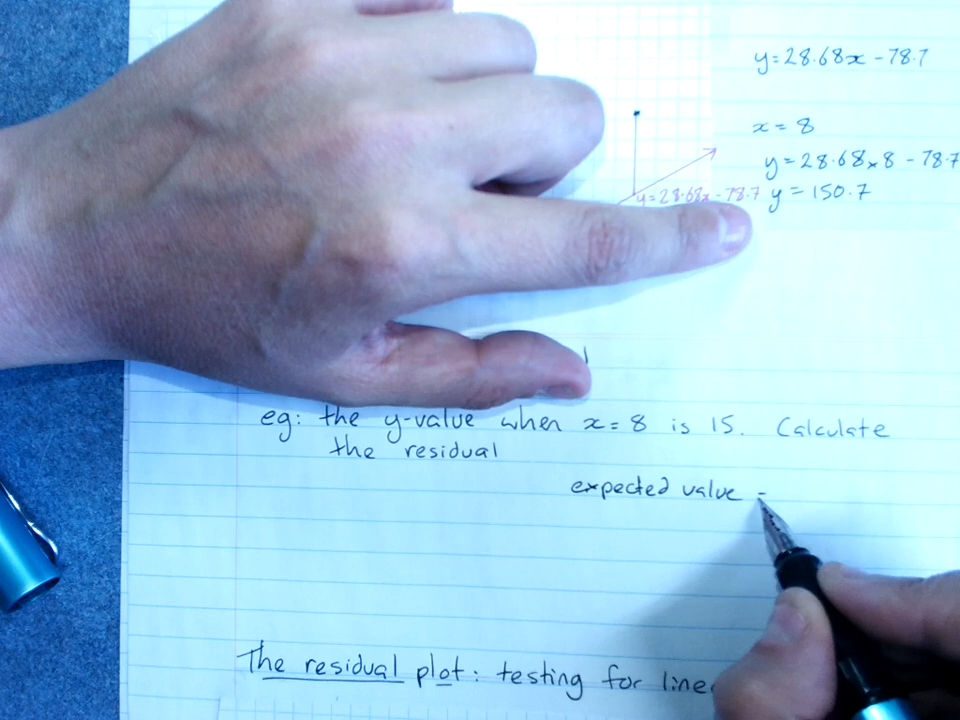 y=28.68x - 78.7
x = 8
y = 28.68x8 - 78.7
y=28.68x-78.7
y = 150.7
eg: the y-value when x=8 is 15. Calculate
the residual
expected value =
The residual plot: testing for